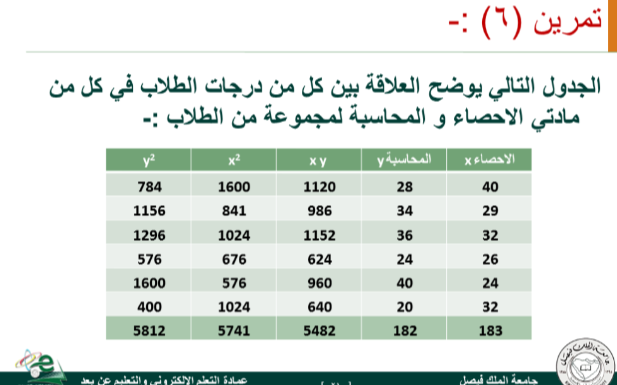 تمرين (٦) :-
الجدول التالي يوضح العلاقة بين كل من درجات الطلاب في كل من
مادتي الاحصاء و المحاسبة لمجموعة من الطلاب :-
الاحصاء x المحاسبة y x y x² y²
40 28 1120 1600 784
29 34 986 841 1156
32 36 1152 1024 1296
26 24 624 676 576
24 40 960 576 1600
32 20 640 1024 400
183 182 5482 5741 5812
جامعة الملك فيصل
عمادة التعلم الإلكتروني والتعليم عن بعد